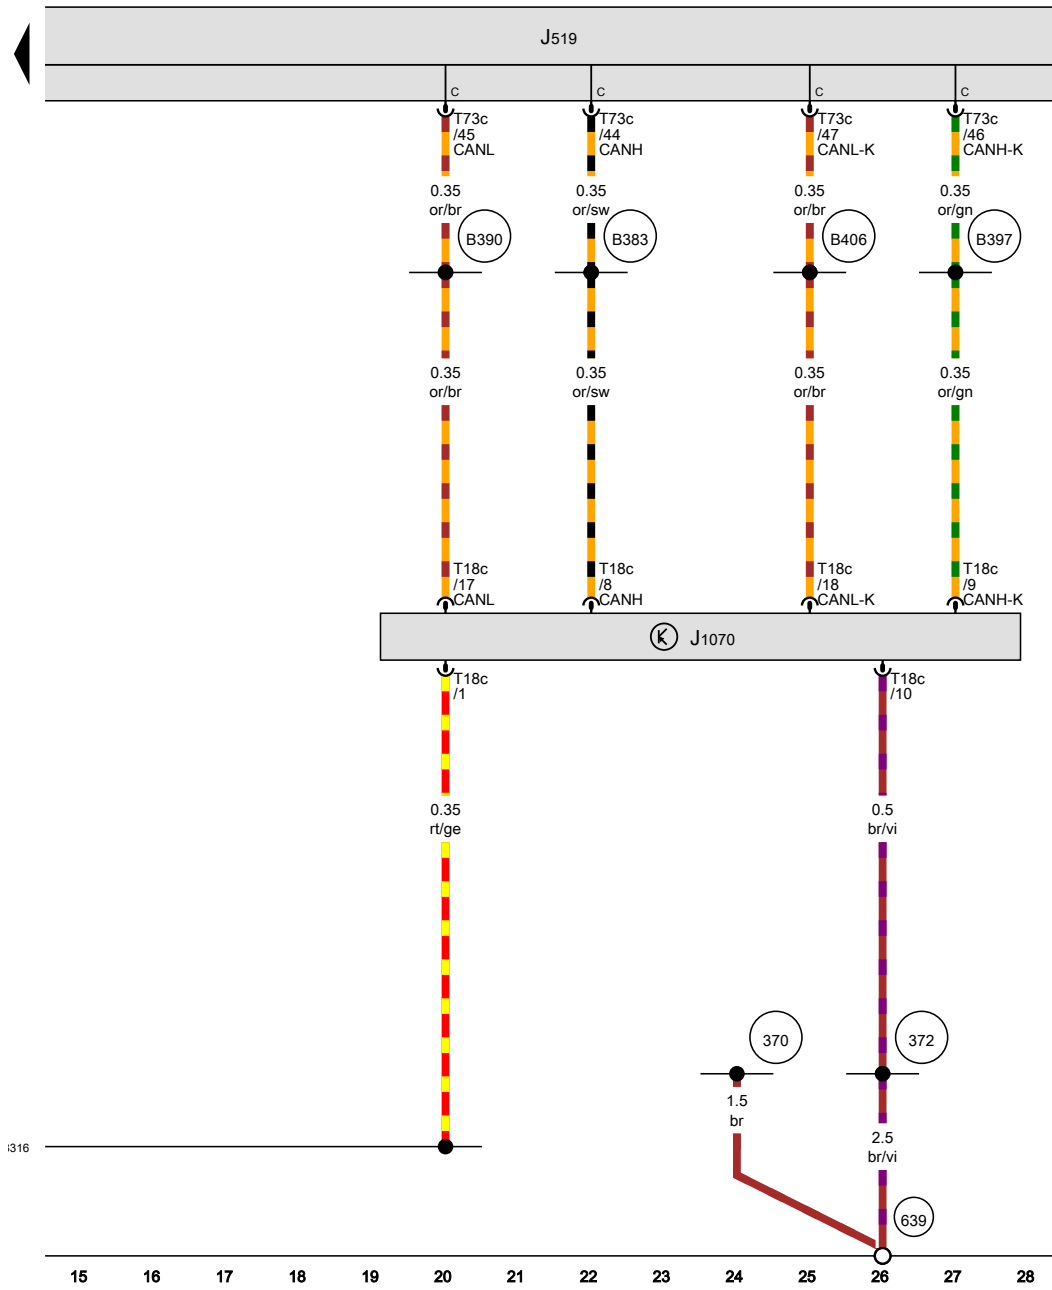 J519
C C C C
T73c T73c T73c T73c
/45 /44 /47 /46
CANL CANH CANL-K CANH-K
0.35 0.35 0.35 0.35
or/br or/sw or/br or/gn
B390 B383 B406 B397
0.35 0.35 0.35 0.35
or/br or/sw or/br or/gn
T18c T18c T18c T18c
/17 /8 /18 /9
CANL CANH CANL-K CANH-K
J1070
T18c T18c
/1 /10
0.35 0.5
rt/ge br/vi
370 372
1.5
br
2.5
316
br/vi
639
15 16 17 18 19 20 21 22 23 24 25 26 27 28